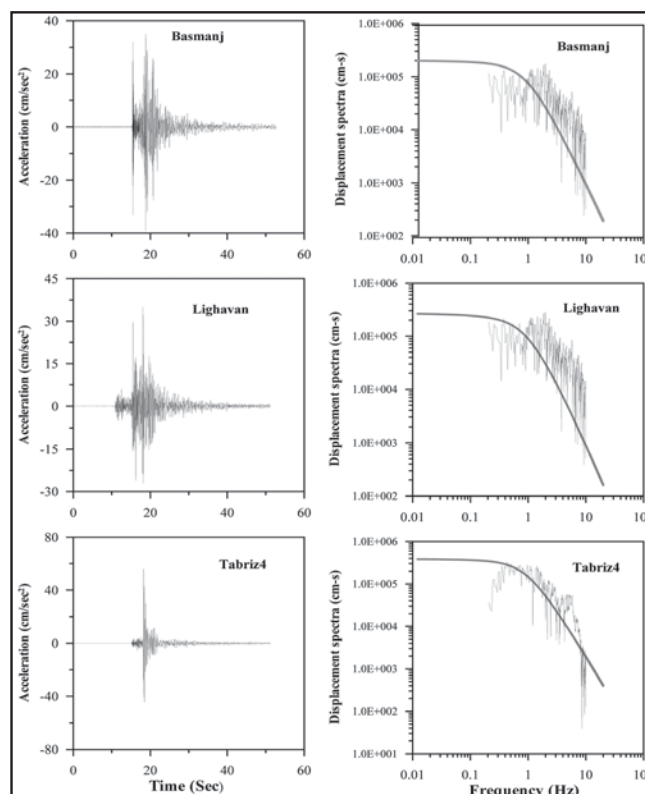 Basmanj
Acceleration (cm/sec²)
40
20
0
-20
-40
0 20 40 60
Basmanj
Displacement spectra (cm-s)
1.0E+006
1.0E+005
1.0E+004
1.0E+003
1.0E+002
0.01 0.1 1 10 100
Lighavan
Acceleration (cm/sec²)
45
30
15
0
-15
-30
0 20 40 60
Lighavan
Displacement spectra (cm-s)
1.0E+006
1.0E+005
1.0E+004
1.0E+003
1.0E+002
0.01 0.1 1 10 100
Tabriz4
Acceleration (cm/sec²)
80
40
0
-40
-80
0 20 40 60
Time (Sec)
Tabriz4
Displacement spectra (cm-s)
1.0E+006
1.0E+005
1.0E+004
1.0E+003
1.0E+002
1.0E+001
0.01 0.1 1 10 100
Frequency (Hz)